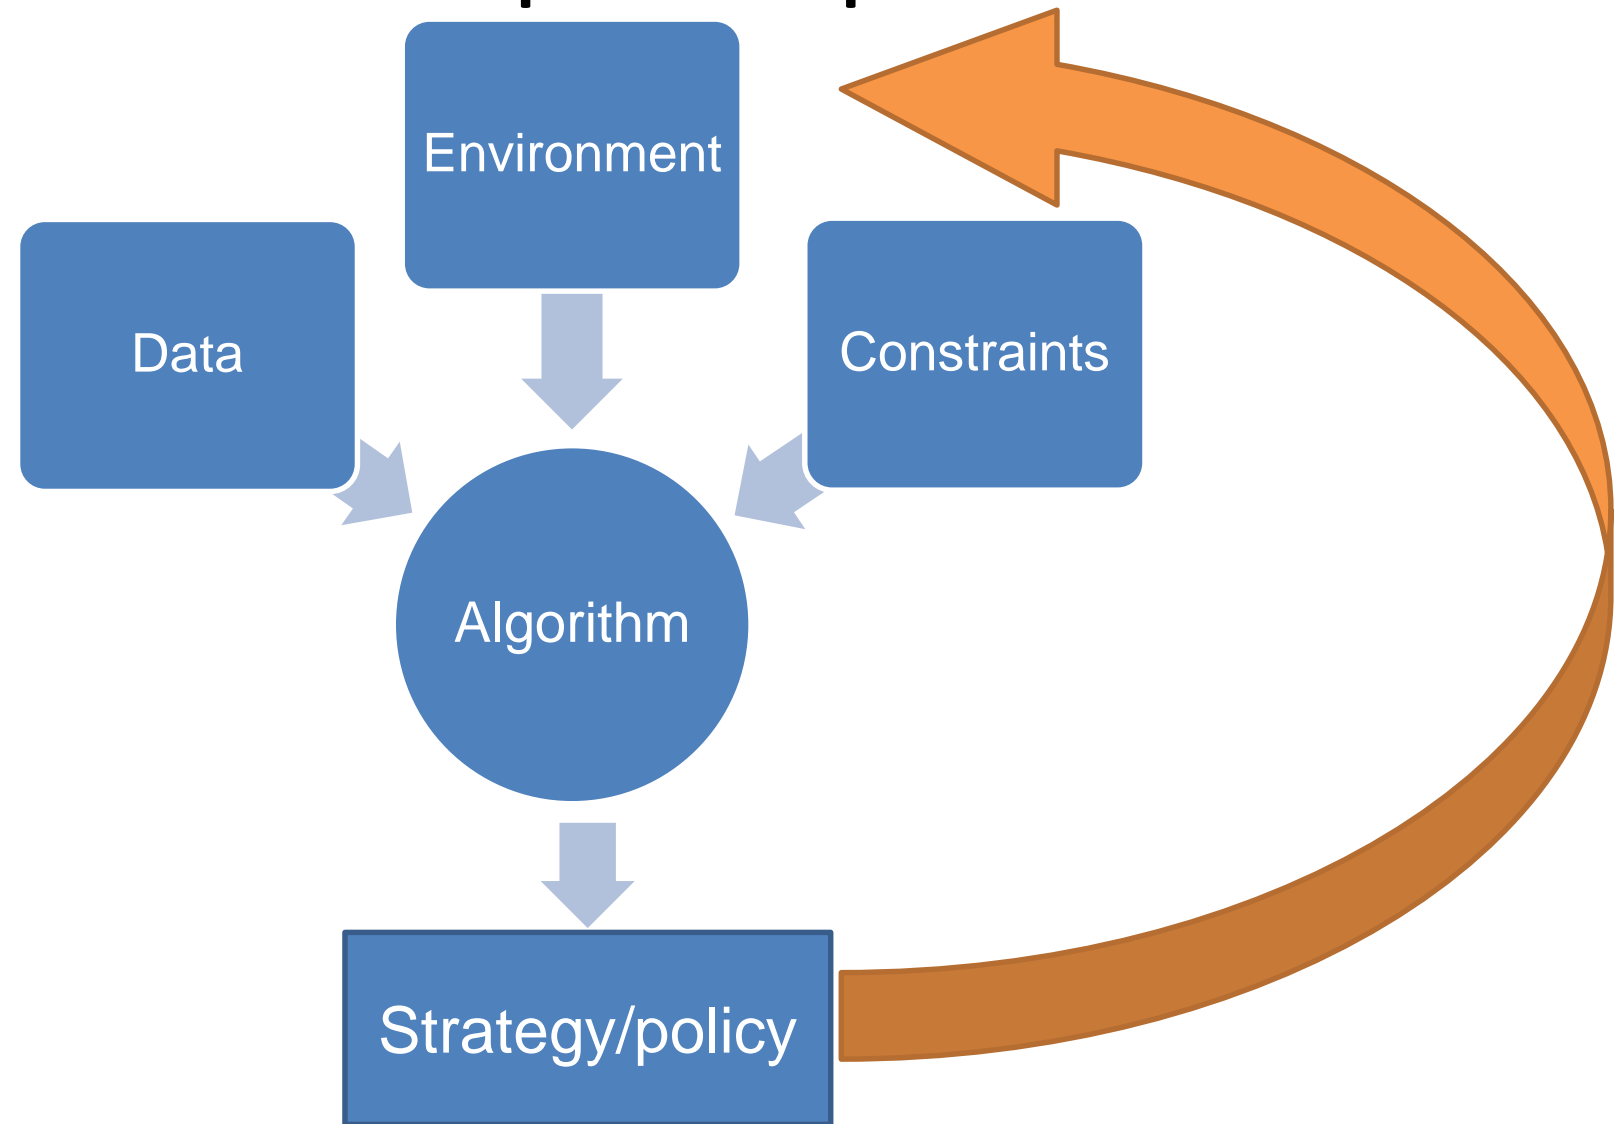 Environment
Data
Constraints
Algorithm
Strategy/policy